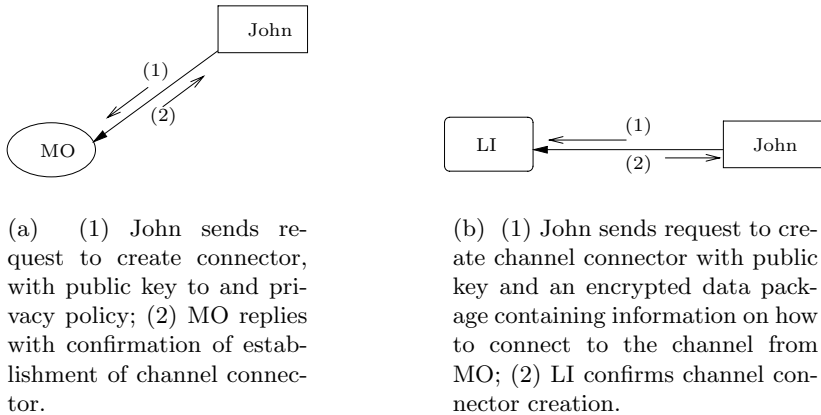 John
(1)
(2)
MO
(a) (1) John sends re-
quest to create connector,
with public key to and pri-
vacy policy; (2) MO replies
with confirmation of estab-
lishment of channel connec-
tor.
(1)
LI
John
(2)
(b) (1) John sends request to cre-
ate channel connector with public
key and an encrypted data pack-
age containing information on how
to connect to the channel from
MO; (2) LI confirms channel con-
nector creation.